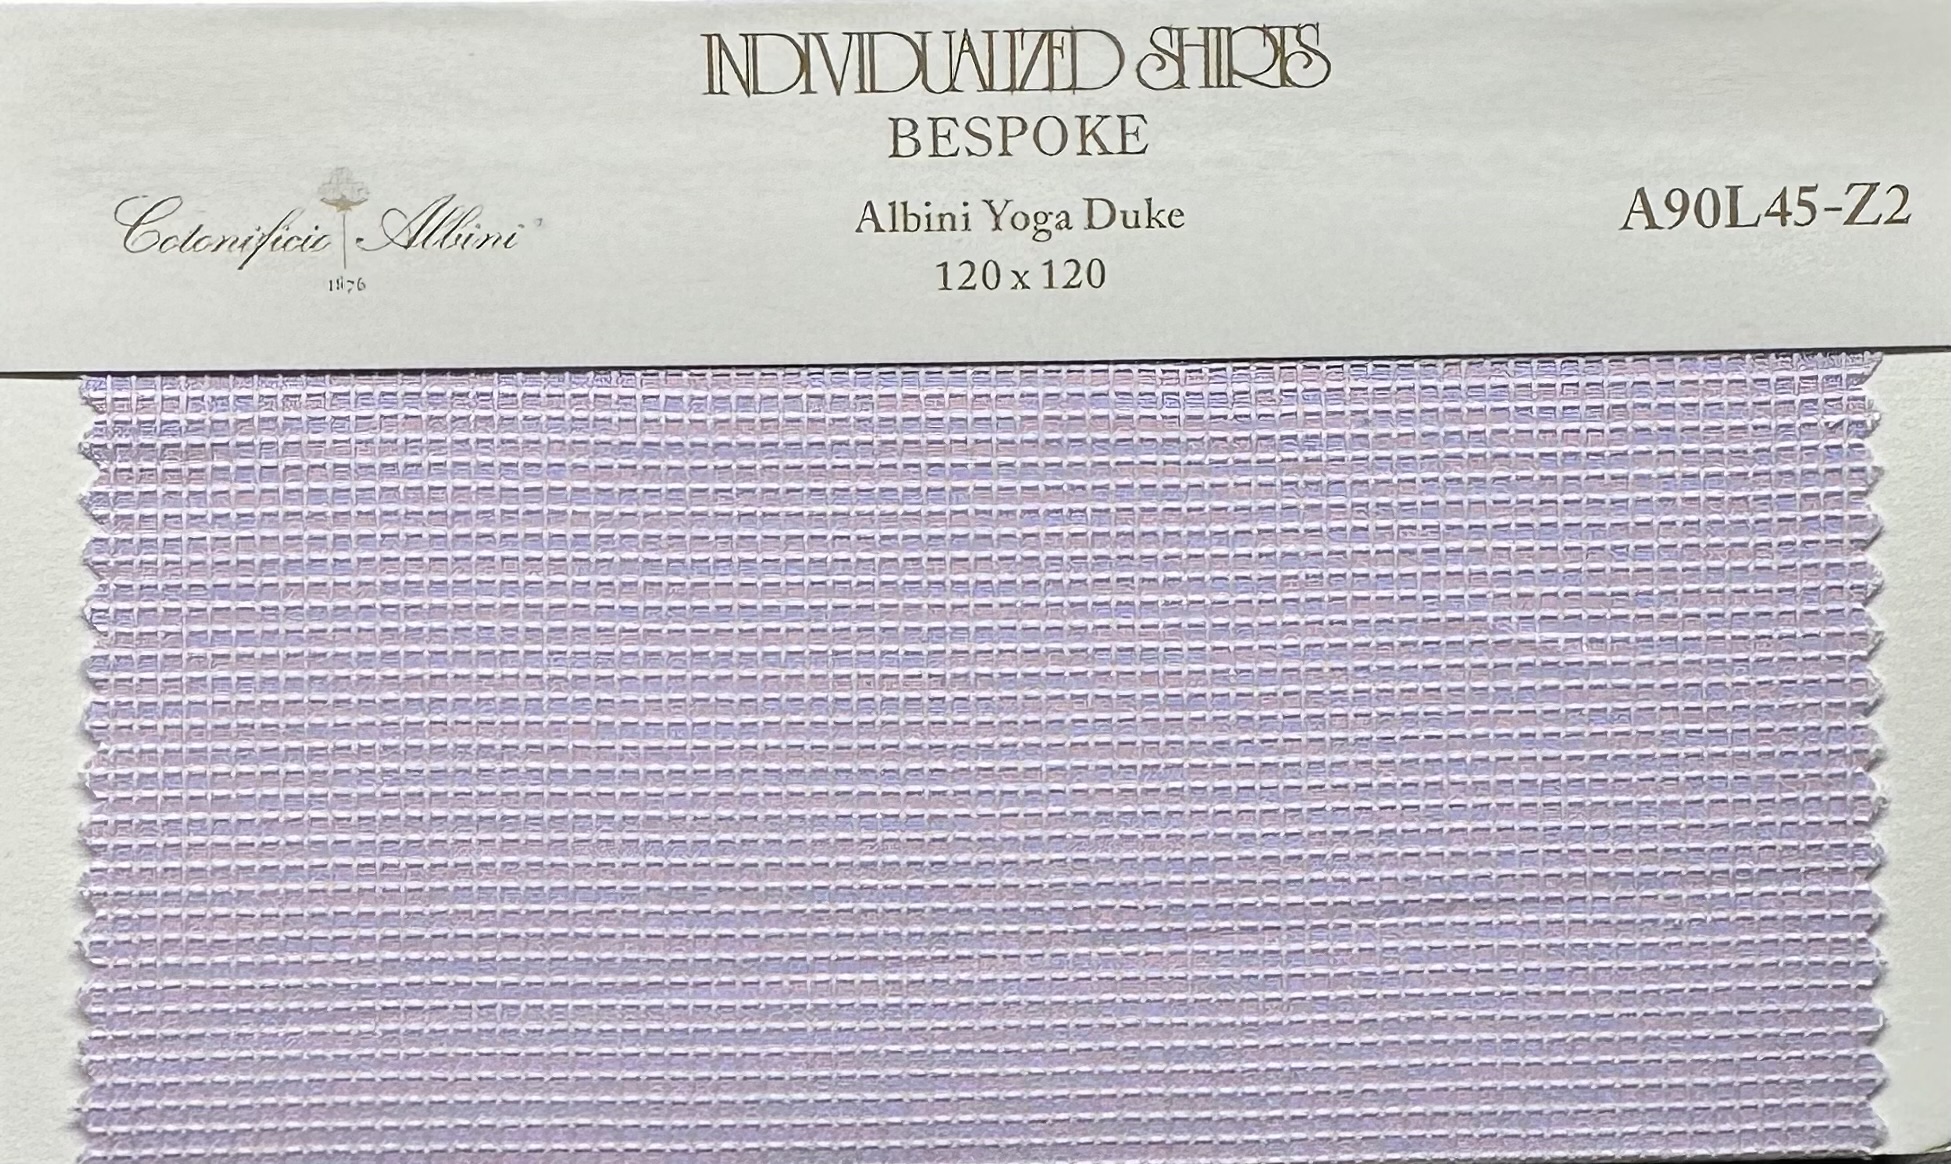 INDIVIDUALIZED SHIRTS
BESPOKE
Albini Yoga Duke
120 x 120
Cotonificio Albini
1876
A90L45-Z2